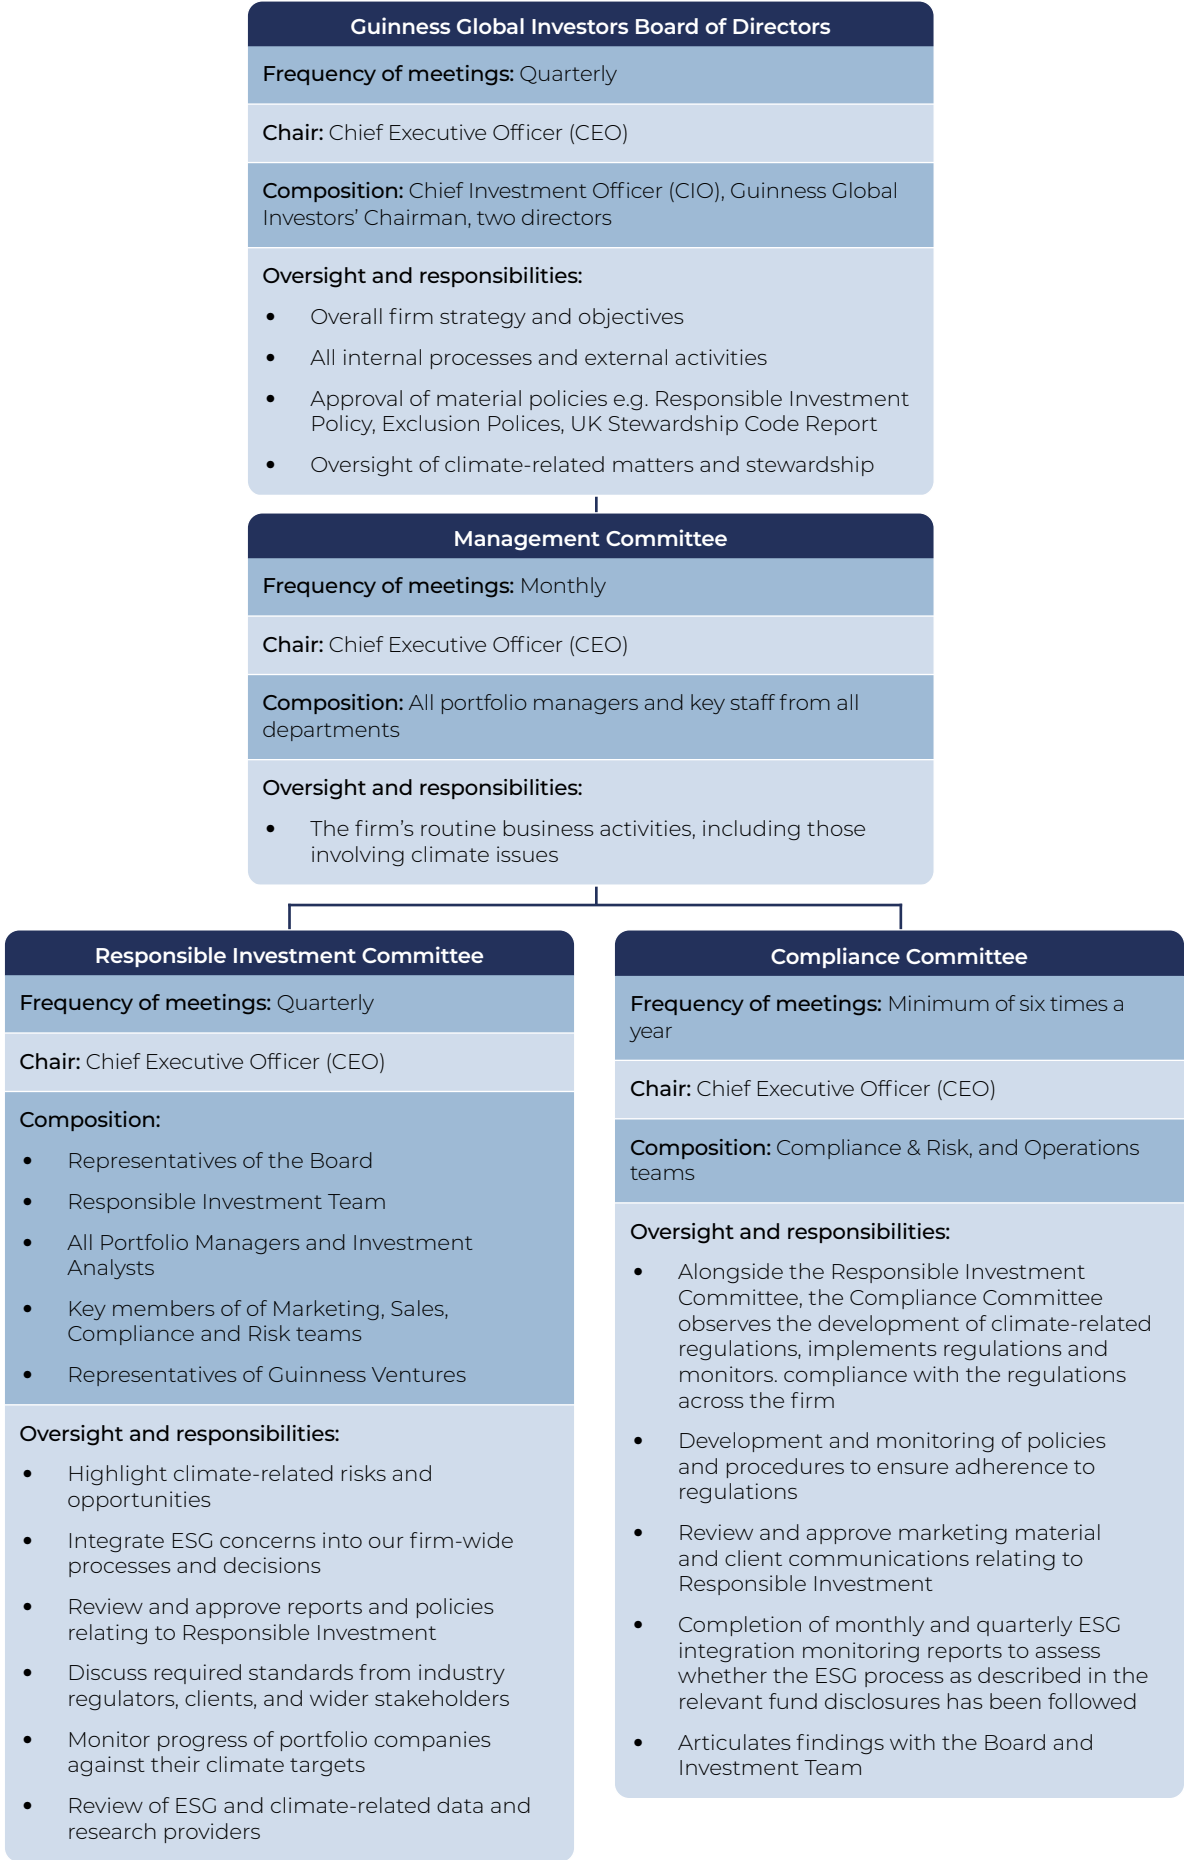 Guinness Global Investors Board of Directors
Frequency of meetings: Quarterly
Chair: Chief Executive Officer (CEO)
Composition: Chief Investment Officer (CIO), Guinness Global
Investors’ Chairman, two directors
Oversight and responsibilities:
• Overall firm strategy and objectives
• All internal processes and external activities
• Approval of material policies e.g. Responsible Investment
Policy, Exclusion Polices, UK Stewardship Code Report
• Oversight of climate-related matters and stewardship
Management Committee
Frequency of meetings: Monthly
Chair: Chief Executive Officer (CEO)
Composition: All portfolio managers and key staff from all
departments
Oversight and responsibilities:
• The firm’s routine business activities, including those
involving climate issues
Responsible Investment Committee
Frequency of meetings: Quarterly
Chair: Chief Executive Officer (CEO)
Composition:
• Representatives of the Board
• Responsible Investment Team
• All Portfolio Managers and Investment
Analysts
• Key members of of Marketing, Sales,
Compliance and Risk teams
• Representatives of Guinness Ventures
Oversight and responsibilities:
• Highlight climate-related risks and
opportunities
• Integrate ESG concerns into our firm-wide
processes and decisions
• Review and approve reports and policies
relating to Responsible Investment
• Discuss required standards from industry
regulators, clients, and wider stakeholders
• Monitor progress of portfolio companies
against their climate targets
• Review of ESG and climate-related data and
research providers
Compliance Committee
Frequency of meetings: Minimum of six times a
year
Chair: Chief Executive Officer (CEO)
Composition: Compliance & Risk, and Operations
teams
Oversight and responsibilities:
• Alongside the Responsible Investment
Committee, the Compliance Committee
observes the development of climate-related
regulations, implements regulations and
monitors. compliance with the regulations
across the firm
• Development and monitoring of policies
and procedures to ensure adherence to
regulations
• Review and approve marketing material
and client communications relating to
Responsible Investment
• Completion of monthly and quarterly ESG
integration monitoring reports to assess
whether the ESG process as described in the
relevant fund disclosures has been followed
• Articulates findings with the Board and
Investment Team